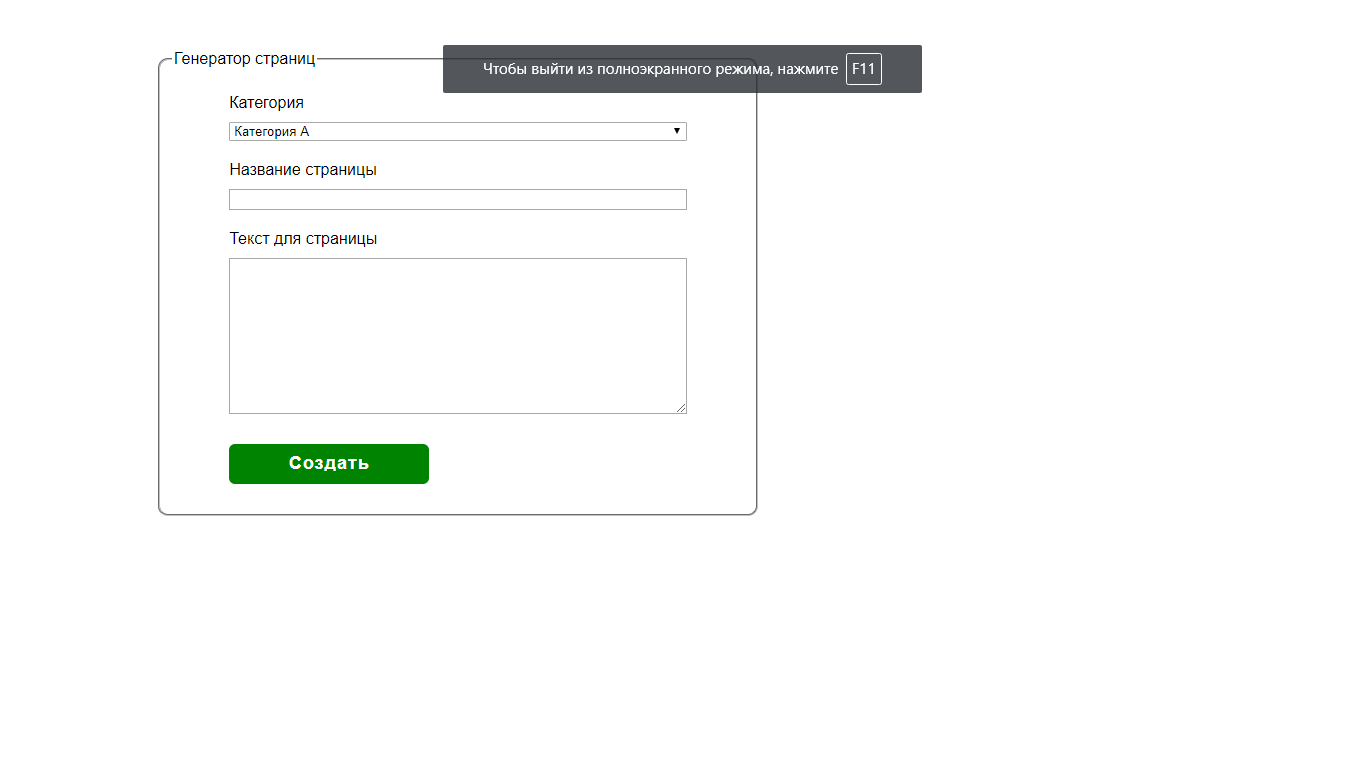 Генератор страниц
Чтобы выйти из полноэкранного режима, нажмите F11
Категория
Категория А
Название страницы
Текст для страницы
Создать